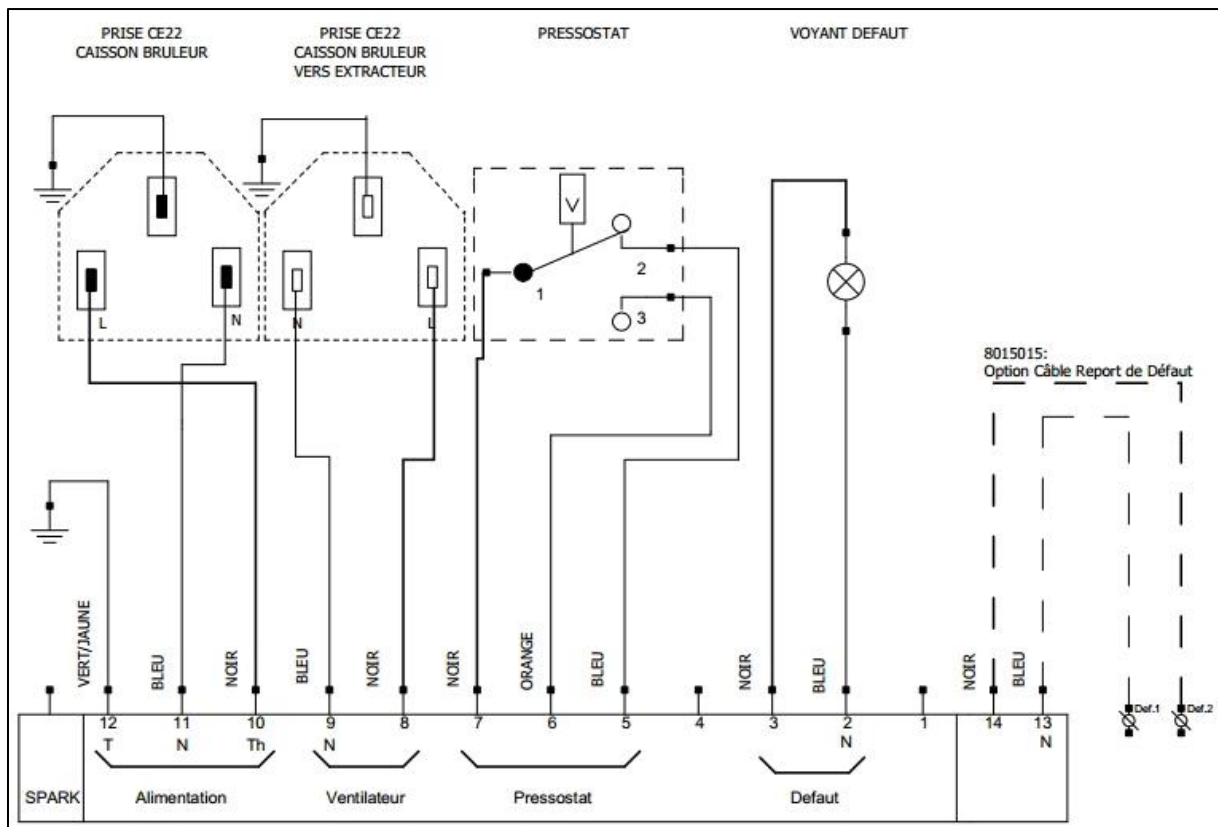 PRISE CE22
CAISSON BRULEUR
PRISE CE22
CAISSON BRULEUR
VERS EXTRACTEUR
PRESSOSTAT
VOYANT DEFAUT
V
L
N
N
L
1
2
3
8015015:
Option Câble Report de Défaut
VERT/JAUNE
BLEU
NOIR
BLEU
NOIR
NOIR
ORANGE
BLEU
NOIR
BLEU
NOIR
BLEU
Def.1
Def.2
12 11 10 9 8 7 6 5 4 3 2 1 14 13
T N Th N N N
SPARK Alimentation Ventilateur Pressostat Defaut